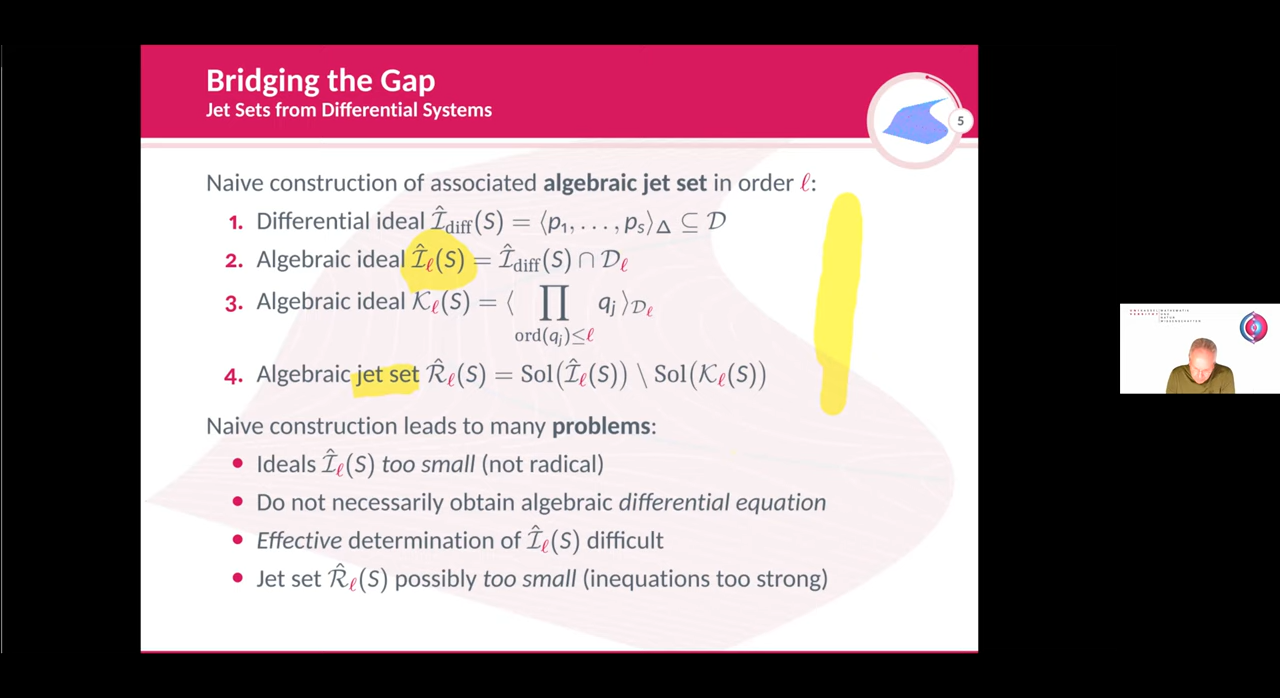 Bridging the Gap
Jet Sets from Differential Systems
5
Naive construction of associated algebraic jet set in order ℓ:
1. Differential ideal Î_diff(S) = ⟨p₁, . . . , pₛ⟩_Δ ⊆ 𝒟
2. Algebraic ideal Î_ℓ(S) = Î_diff(S) ∩ 𝒟_ℓ
3. Algebraic ideal 𝒦_ℓ(S) = ⟨ ∏_{ord(q_j)≤ℓ} q_j ⟩_{𝒟_ℓ}
4. Algebraic jet set ℛ̂_ℓ(S) = Sol(Î_ℓ(S)) \ Sol(𝒦_ℓ(S))
Naive construction leads to many problems:
• Ideals Î_ℓ(S) too small (not radical)
• Do not necessarily obtain algebraic differential equation
• Effective determination of Î_ℓ(S) difficult
• Jet set ℛ̂_ℓ(S) possibly too small (inequations too strong)